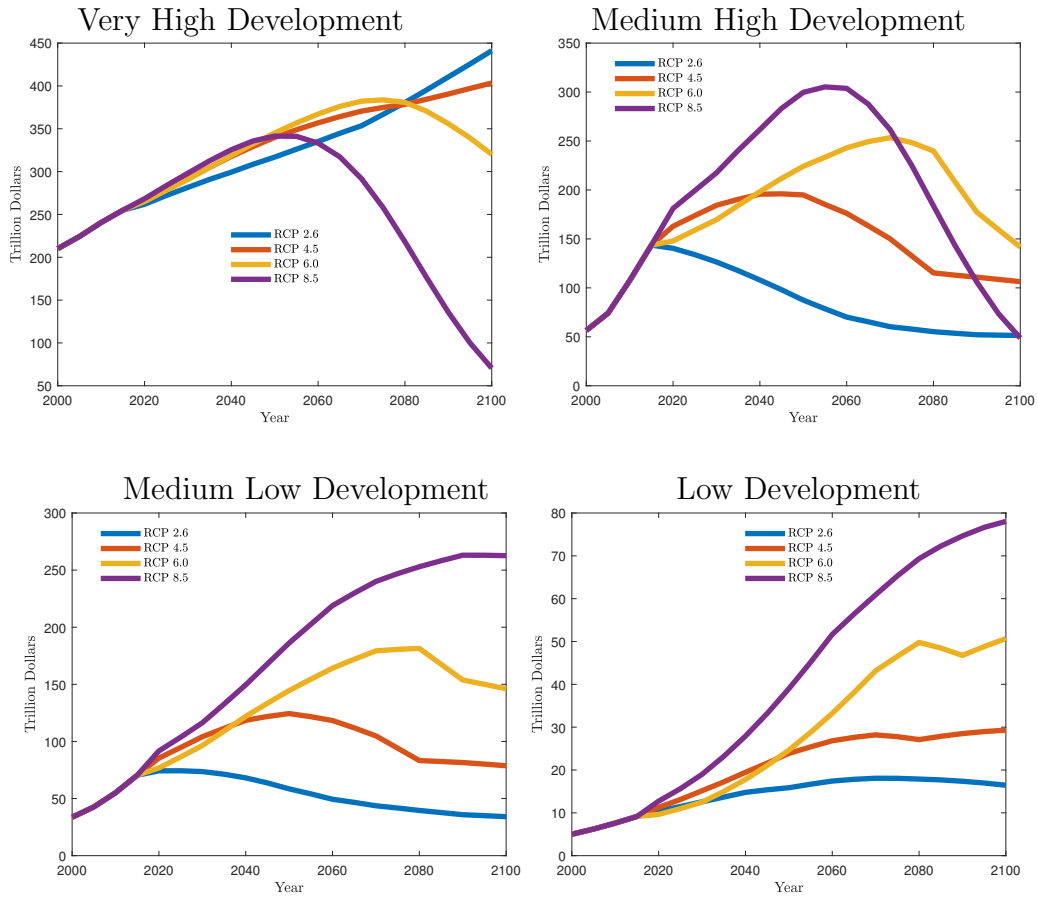 Very High Development
450
400
350
300
250
200
150
100
50
Trillion Dollars
RCP 2.6
RCP 4.5
RCP 6.0
RCP 8.5
2000 2020 2040 2060 2080 2100
Year
Medium High Development
350
300
250
200
150
100
50
0
Trillion Dollars
RCP 2.6
RCP 4.5
RCP 6.0
RCP 8.5
2000 2020 2040 2060 2080 2100
Year
Medium Low Development
300
250
200
150
100
50
0
Trillion Dollars
RCP 2.6
RCP 4.5
RCP 6.0
RCP 8.5
2000 2020 2040 2060 2080 2100
Year
Low Development
80
70
60
50
40
30
20
10
0
Trillion Dollars
RCP 2.6
RCP 4.5
RCP 6.0
RCP 8.5
2000 2020 2040 2060 2080 2100
Year